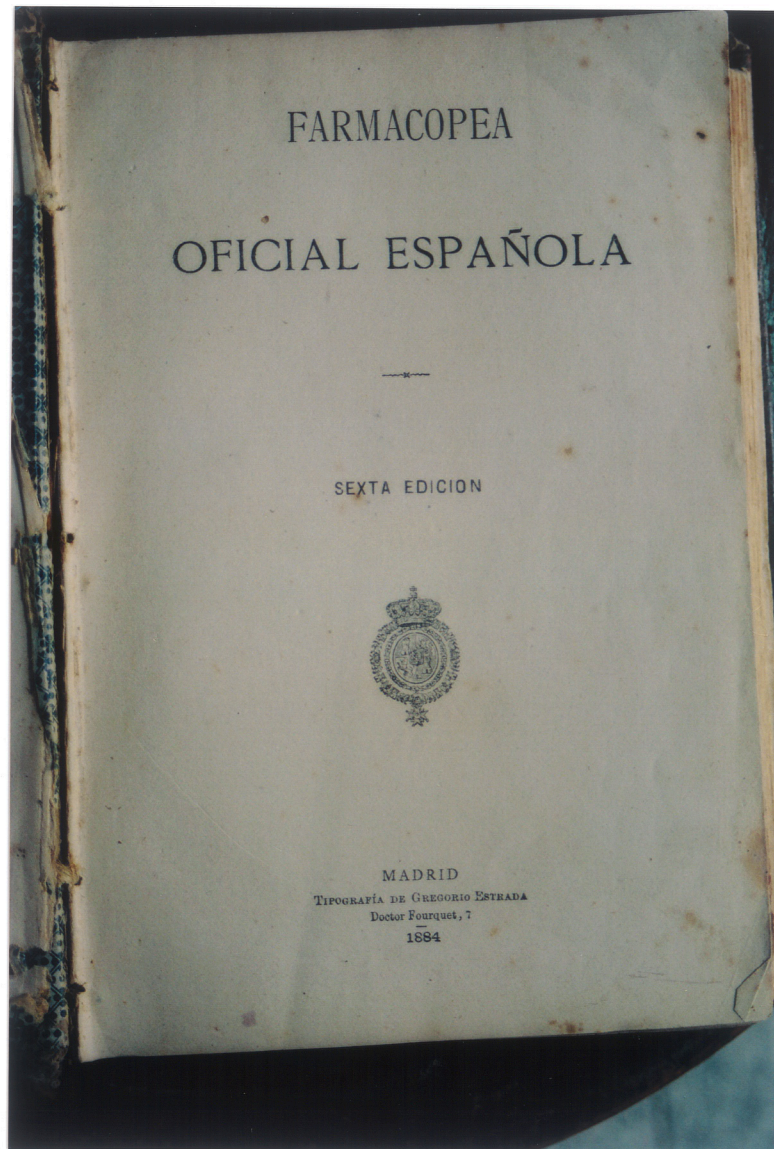 FARMACOPEA
OFICIAL ESPAÑOLA
SEXTA EDICION
MADRID
TIPOGRAFÍA DE GREGORIO ESTRADA
Doctor Fourquet, 7
1884